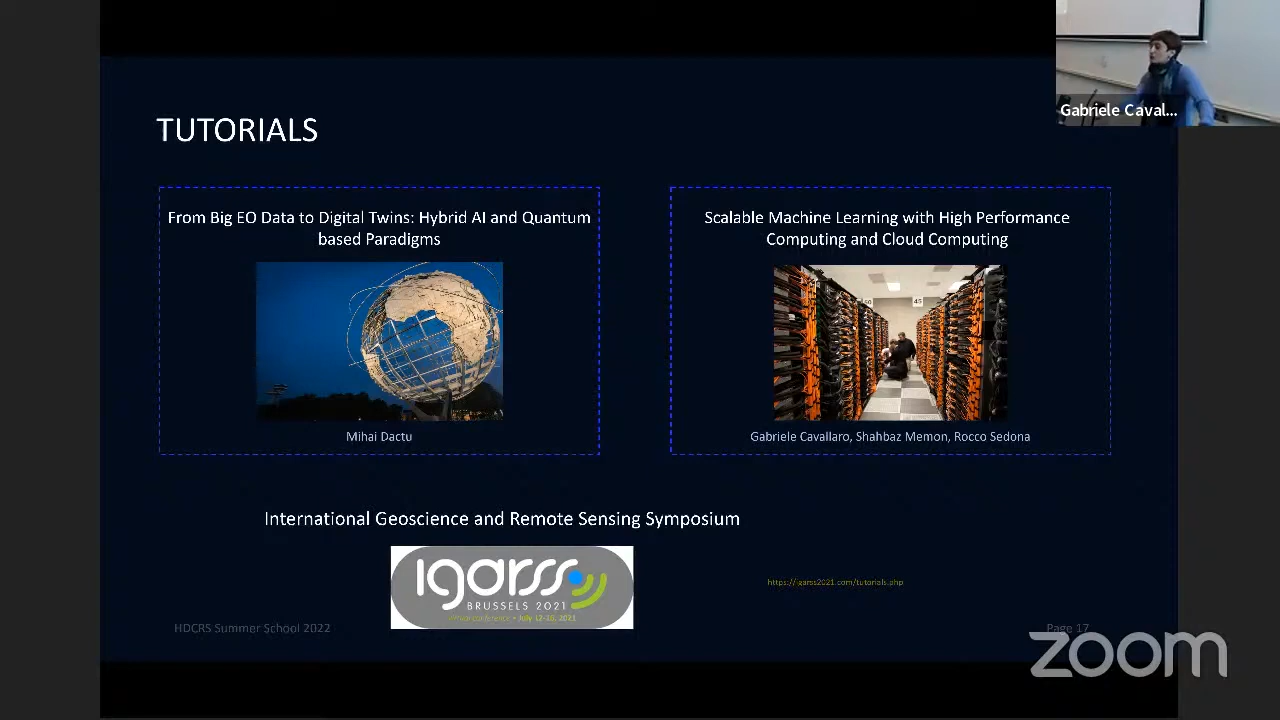 Gabriele Caval...
TUTORIALS
From Big EO Data to Digital Twins: Hybrid AI and Quantum
based Paradigms
Mihai Dactu
Scalable Machine Learning with High Performance
Computing and Cloud Computing
50
45
Gabriele Cavallaro, Shahbaz Memon, Rocco Sedona
International Geoscience and Remote Sensing Symposium
igarss
BRUSSELS 2021
https://igarss2021.com/tutorials.php
HDCRS Summer School 2022
Page 17
zoom